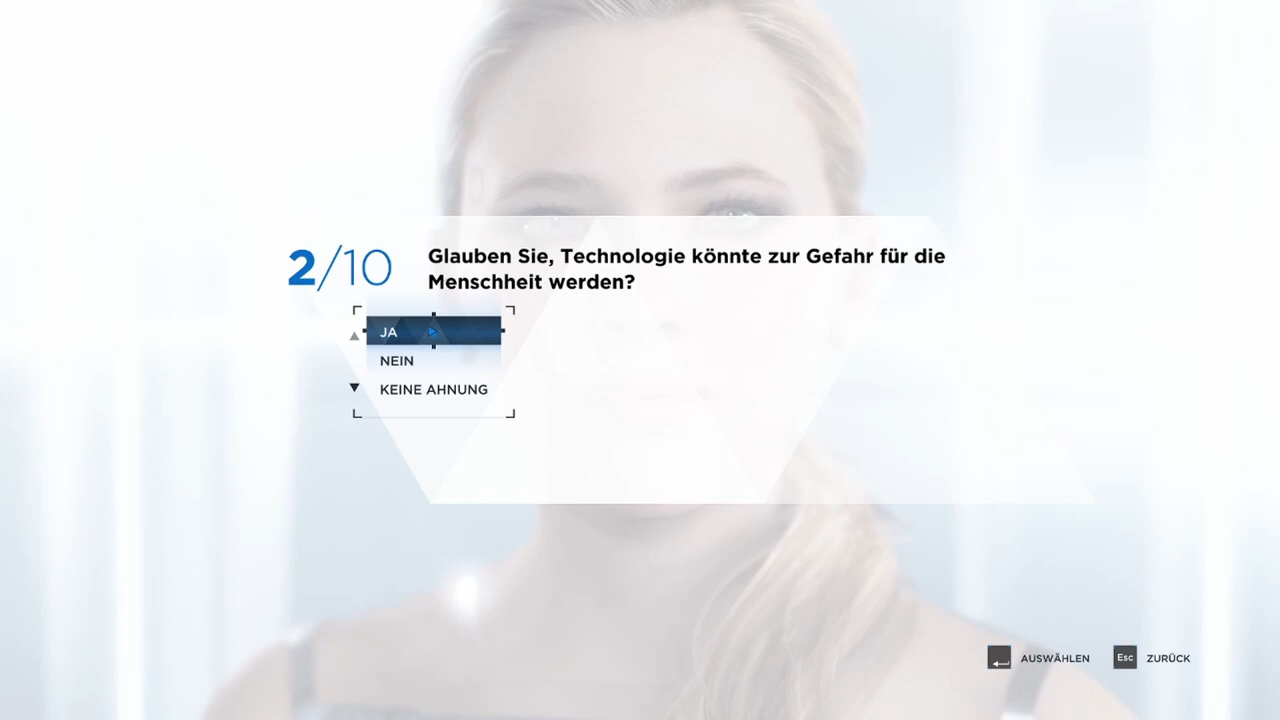 2/10
Glauben Sie, Technologie könnte zur Gefahr für die
Menschheit werden?
JA
NEIN
KEINE AHNUNG
AUSWÄHLEN
Esc ZURÜCK